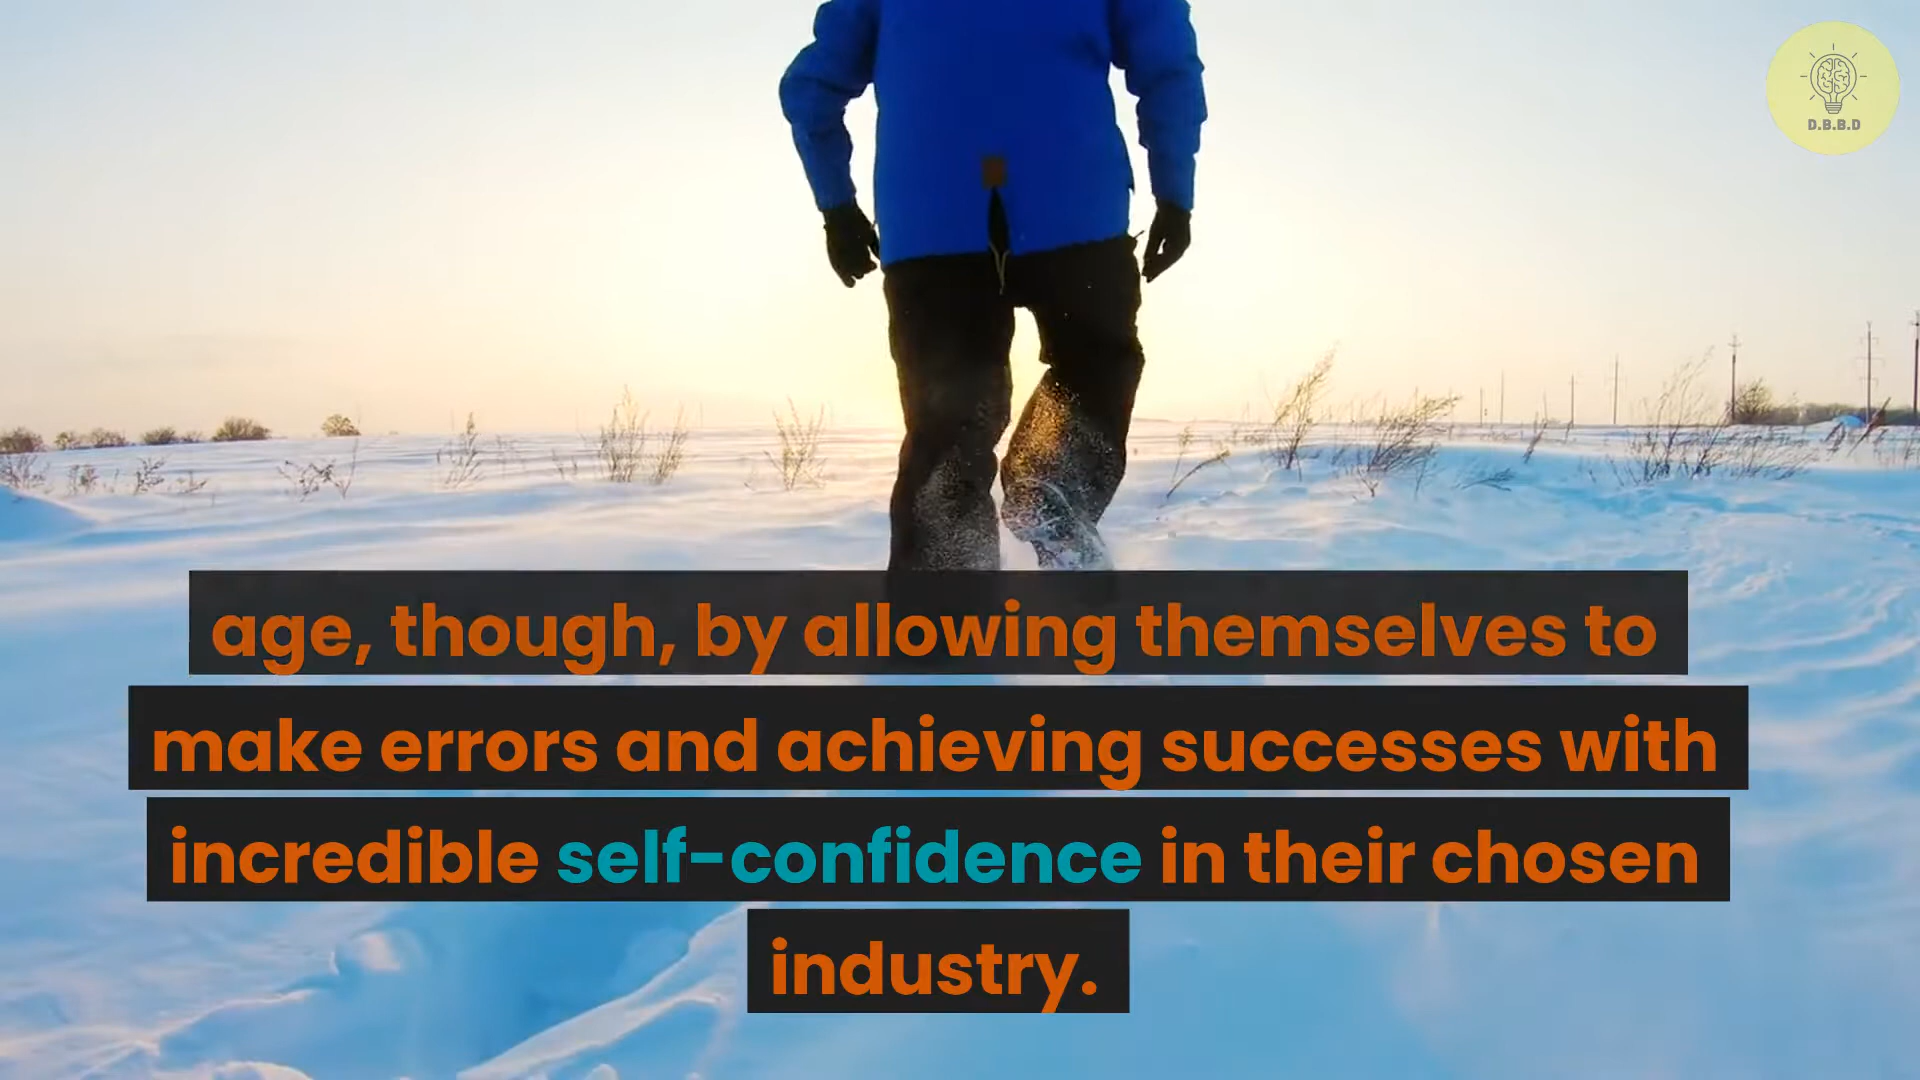 D.B.B.D
age, though, by allowing themselves to
make errors and achieving successes with
incredible self-confidence in their chosen
industry.